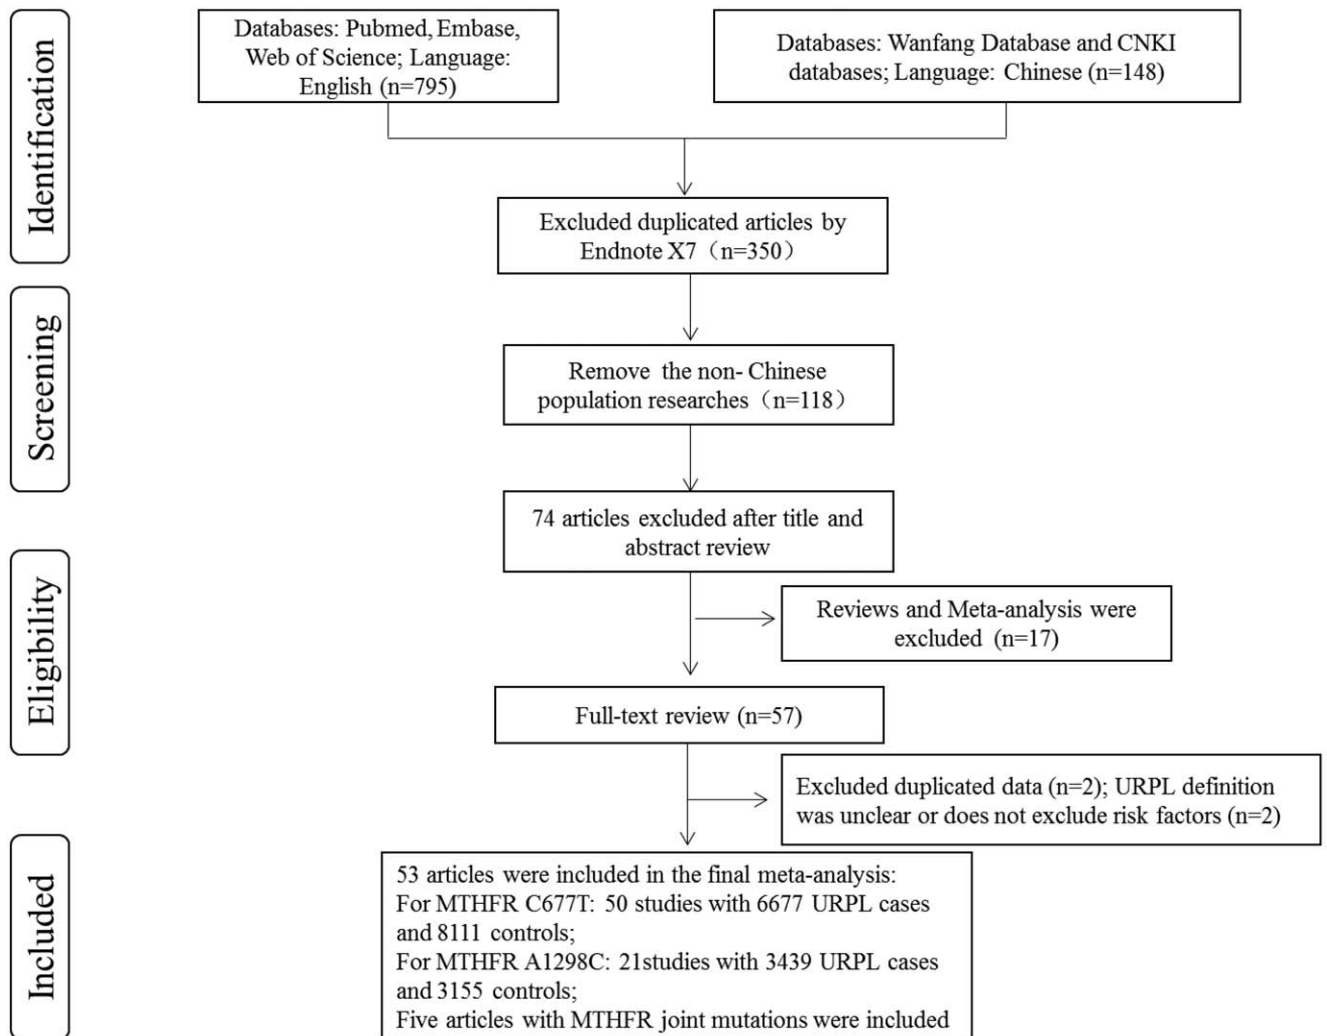 Identification
Databases: Pubmed, Embase,
Web of Science; Language:
English (n=795)
Databases: Wanfang Database and CNKI
databases; Language: Chinese (n=148)
Excluded duplicated articles by
Endnote X7（n=350）
Screening
Remove the non- Chinese
population researches（n=118）
74 articles excluded after title and
abstract review
Eligibility
Reviews and Meta-analysis were
excluded (n=17)
Full-text review (n=57)
Excluded duplicated data (n=2); URPL definition
was unclear or does not exclude risk factors (n=2)
Included
53 articles were included in the final meta-analysis:
For MTHFR C677T: 50 studies with 6677 URPL cases
and 8111 controls;
For MTHFR A1298C: 21studies with 3439 URPL cases
and 3155 controls;
Five articles with MTHFR joint mutations were included